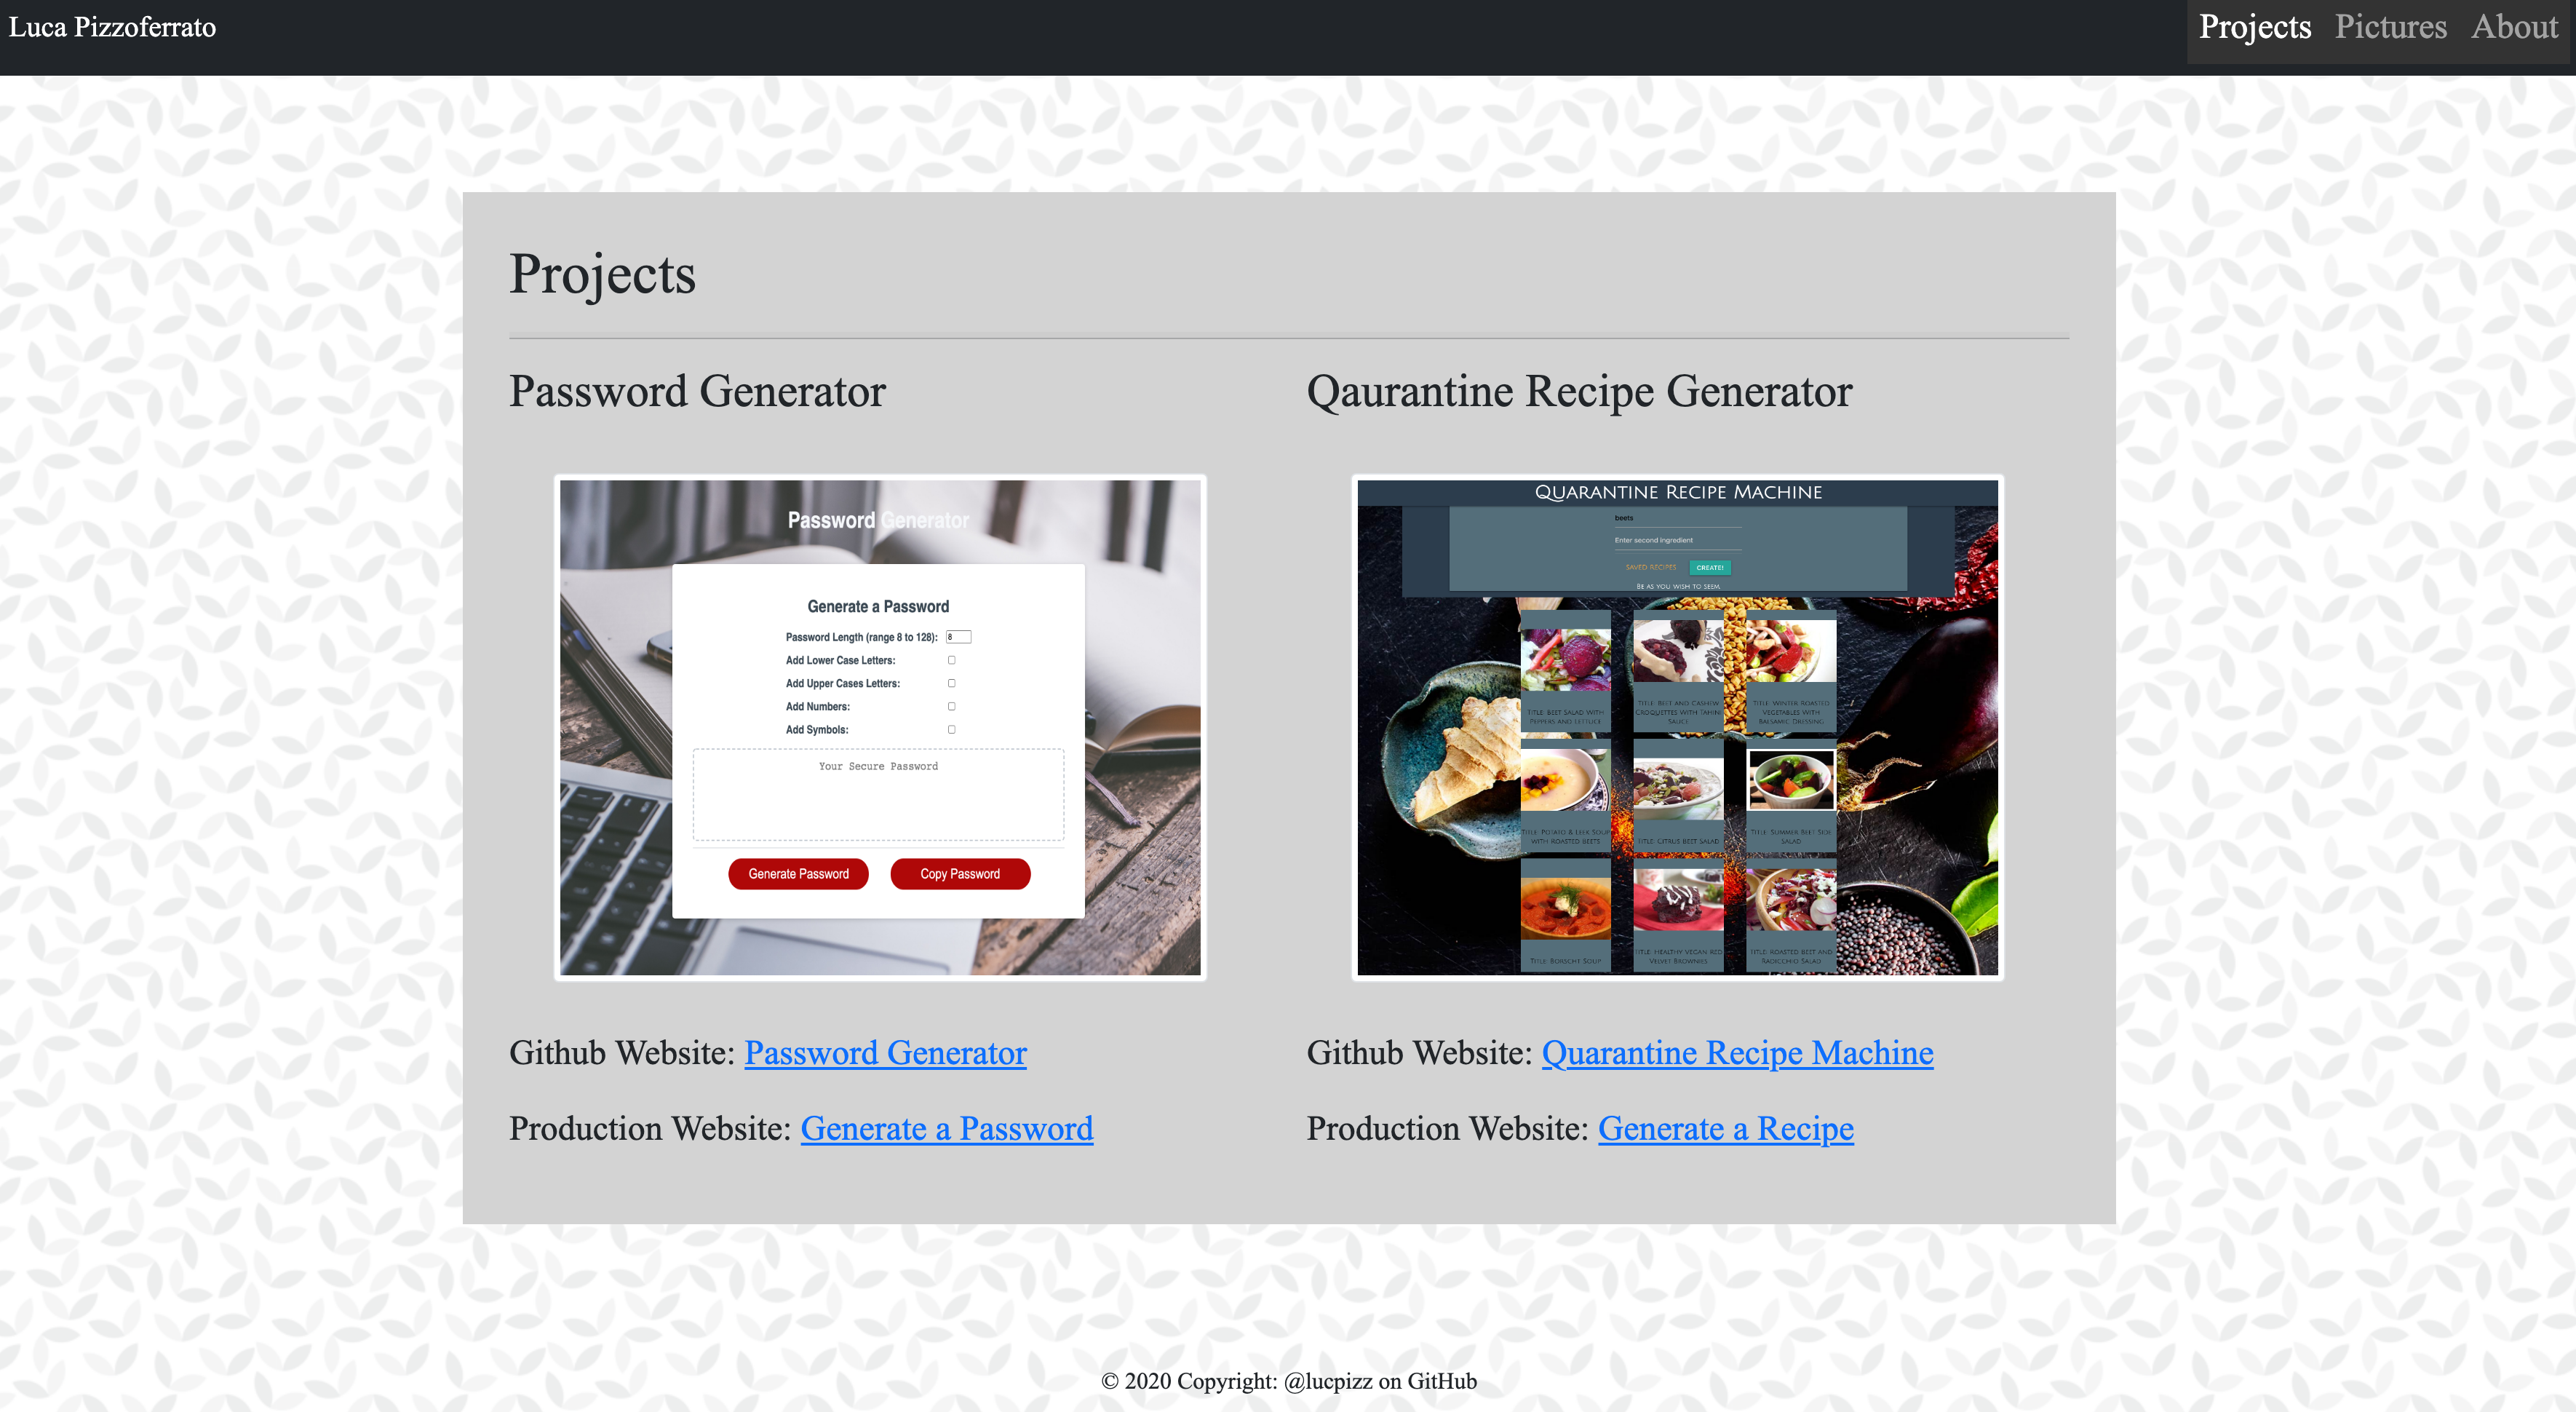 Luca Pizzoferrato
Projects Pictures About
Projects
Password Generator
Password Generator
Generate a Password
Password Length (range 8 to 128): 8
Add Lower Case Letters:
Add Upper Cases Letters:
Add Numbers:
Add Symbols:
Your Secure Password
Generate Password Copy Password
Github Website: Password Generator
Production Website: Generate a Password
Qaurantine Recipe Generator
Quarantine Recipe Machine
beets
Enter second ingredient
Saved Recipes CREATE!
Be as you wish to seem.
Title: Beet Salad with
Peppers and Lettuce
Title: Beet and Cashew
Croquettes with Tahini
Sauce
Title: Winter Roasted
Vegetables with
Balsamic Dressing
Title: Potato & Leek Soup
with Roasted Beets
Title: Citrus Beet Salad
Title: Summer Beet Side
Salad
Title: Borscht Soup
Title: Healthy Vegan Red
Velvet Brownies
Title: Roasted Beet and
Radicchio Salad
Github Website: Quarantine Recipe Machine
Production Website: Generate a Recipe
© 2020 Copyright: @lucpizz on GitHub